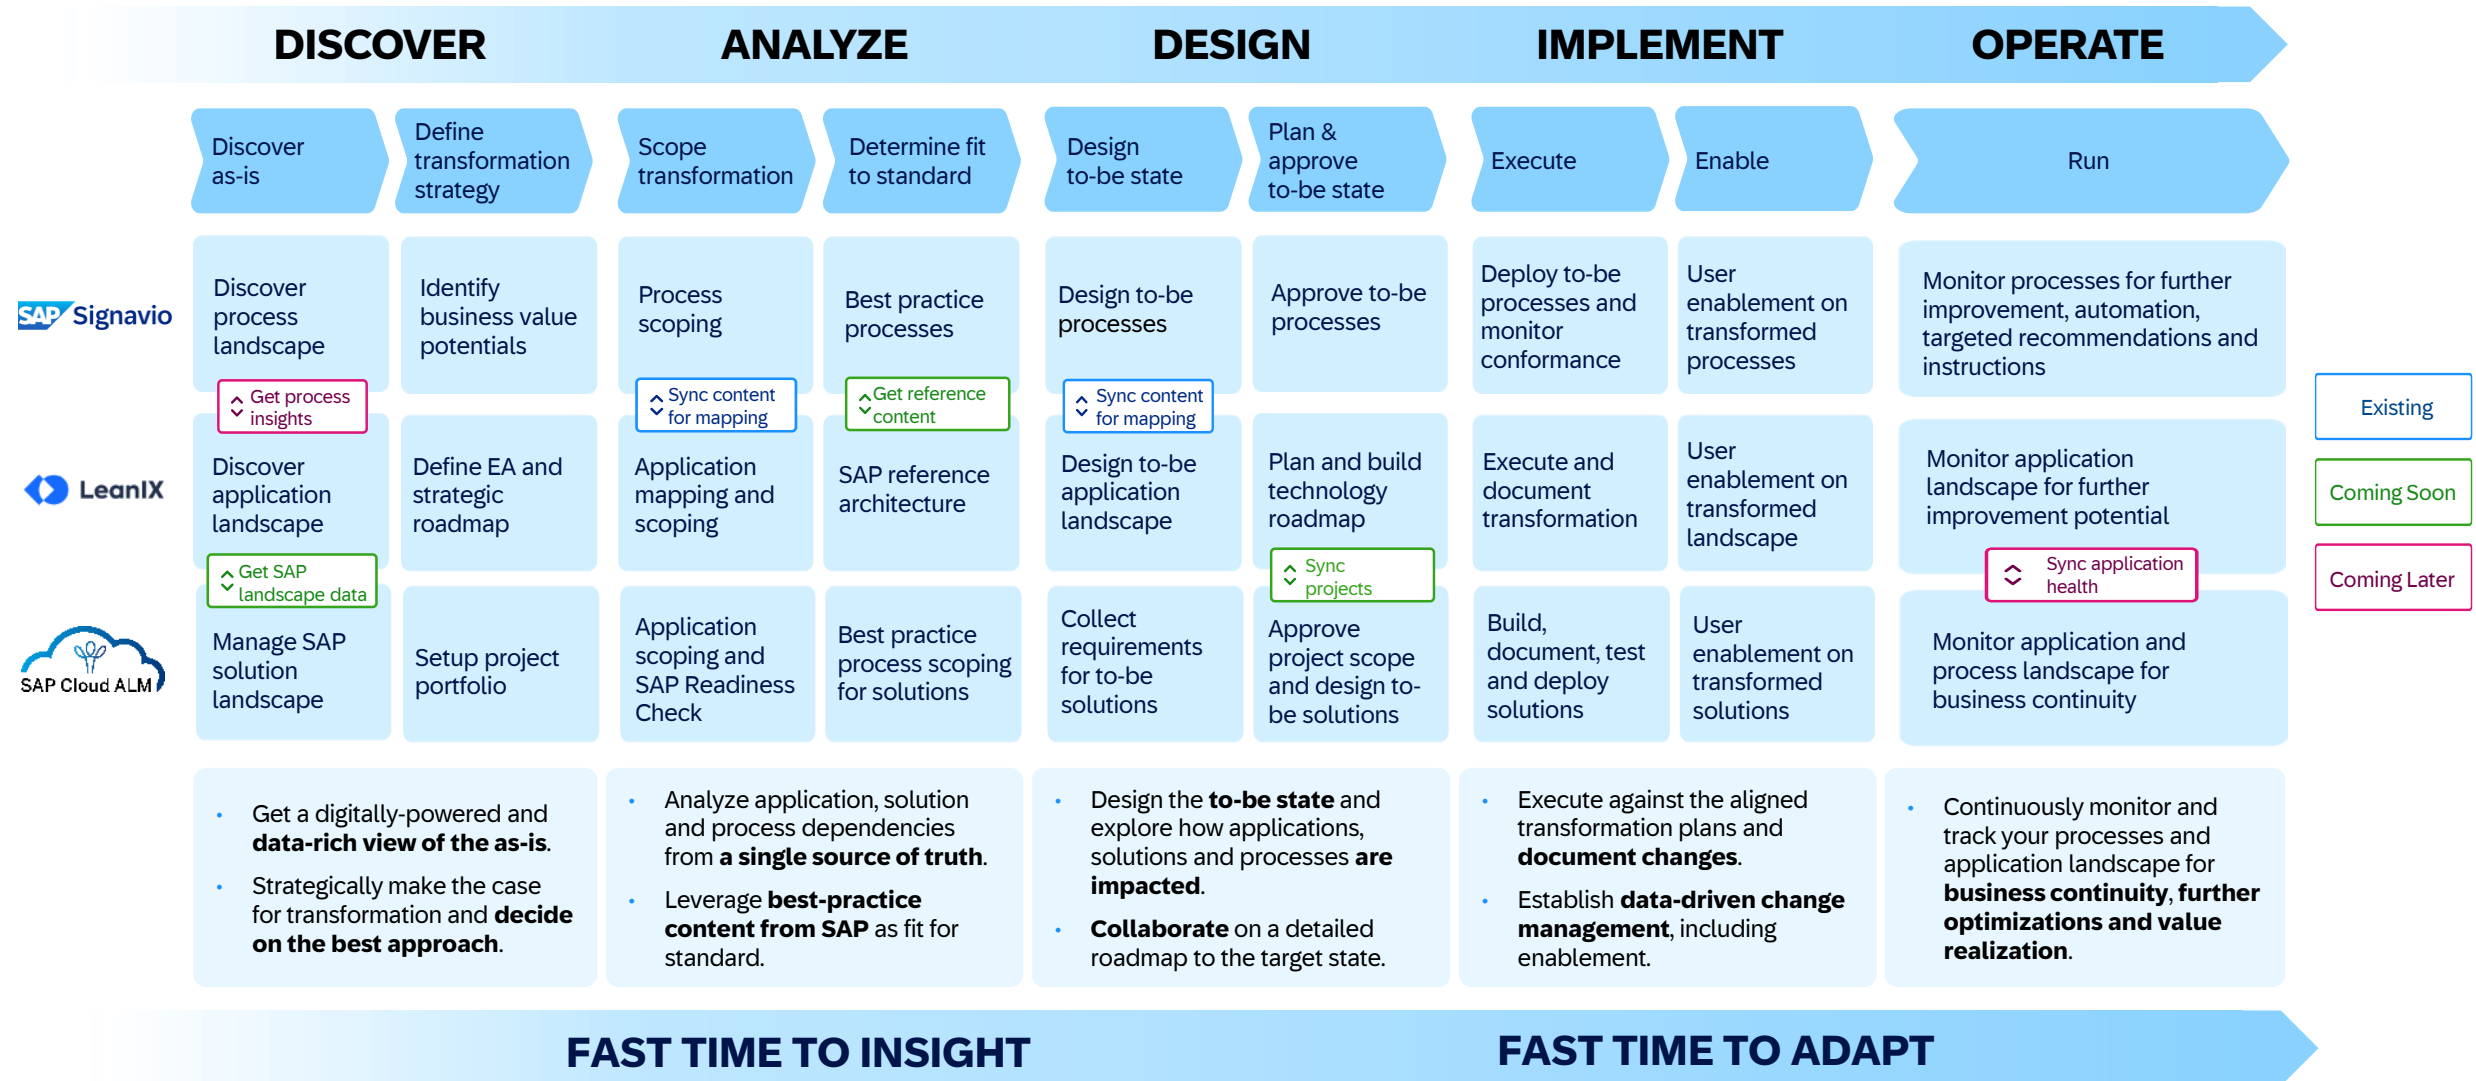 DISCOVER
ANALYZE
DESIGN
IMPLEMENT
OPERATE
Discover
as-is
Define
transformation
strategy
Scope
transformation
Determine fit
to standard
Design
to-be state
Plan &
approve
to-be state
Execute
Enable
Run
SAP Signavio
Discover
process
landscape
Identify
business value
potentials
Process
scoping
Best practice
processes
Design to-be
processes
Approve to-be
processes
Deploy to-be
processes and
monitor
conformance
User
enablement on
transformed
processes
Monitor processes for further
improvement, automation,
targeted recommendations and
instructions
Get process
insights
Sync content
for mapping
Get reference
content
Sync content
for mapping
Existing
Coming Soon
Coming Later
LeanIX
Discover
application
landscape
Define EA and
strategic
roadmap
Application
mapping and
scoping
SAP reference
architecture
Design to-be
application
landscape
Plan and build
technology
roadmap
Execute and
document
transformation
User
enablement on
transformed
landscape
Monitor application
landscape for further
improvement potential
Get SAP
landscape data
Sync
projects
Sync application
health
SAP Cloud ALM
Manage SAP
solution
landscape
Setup project
portfolio
Application
scoping and
SAP Readiness
Check
Best practice
process scoping
for solutions
Collect
requirements
for to-be
solutions
Approve
project scope
and design to-
be solutions
Build,
document, test
and deploy
solutions
User
enablement on
transformed
solutions
Monitor application and
process landscape for
business continuity
• Get a digitally-powered and
data-rich view of the as-is.
• Strategically make the case
for transformation and decide
on the best approach.
• Analyze application, solution
and process dependencies
from a single source of truth.
• Leverage best-practice
content from SAP as fit for
standard.
• Design the to-be state and
explore how applications,
solutions and processes are
impacted.
• Collaborate on a detailed
roadmap to the target state.
• Execute against the aligned
transformation plans and
document changes.
• Establish data-driven change
management, including
enablement.
• Continuously monitor and
track your processes and
application landscape for
business continuity, further
optimizations and value
realization.
FAST TIME TO INSIGHT
FAST TIME TO ADAPT